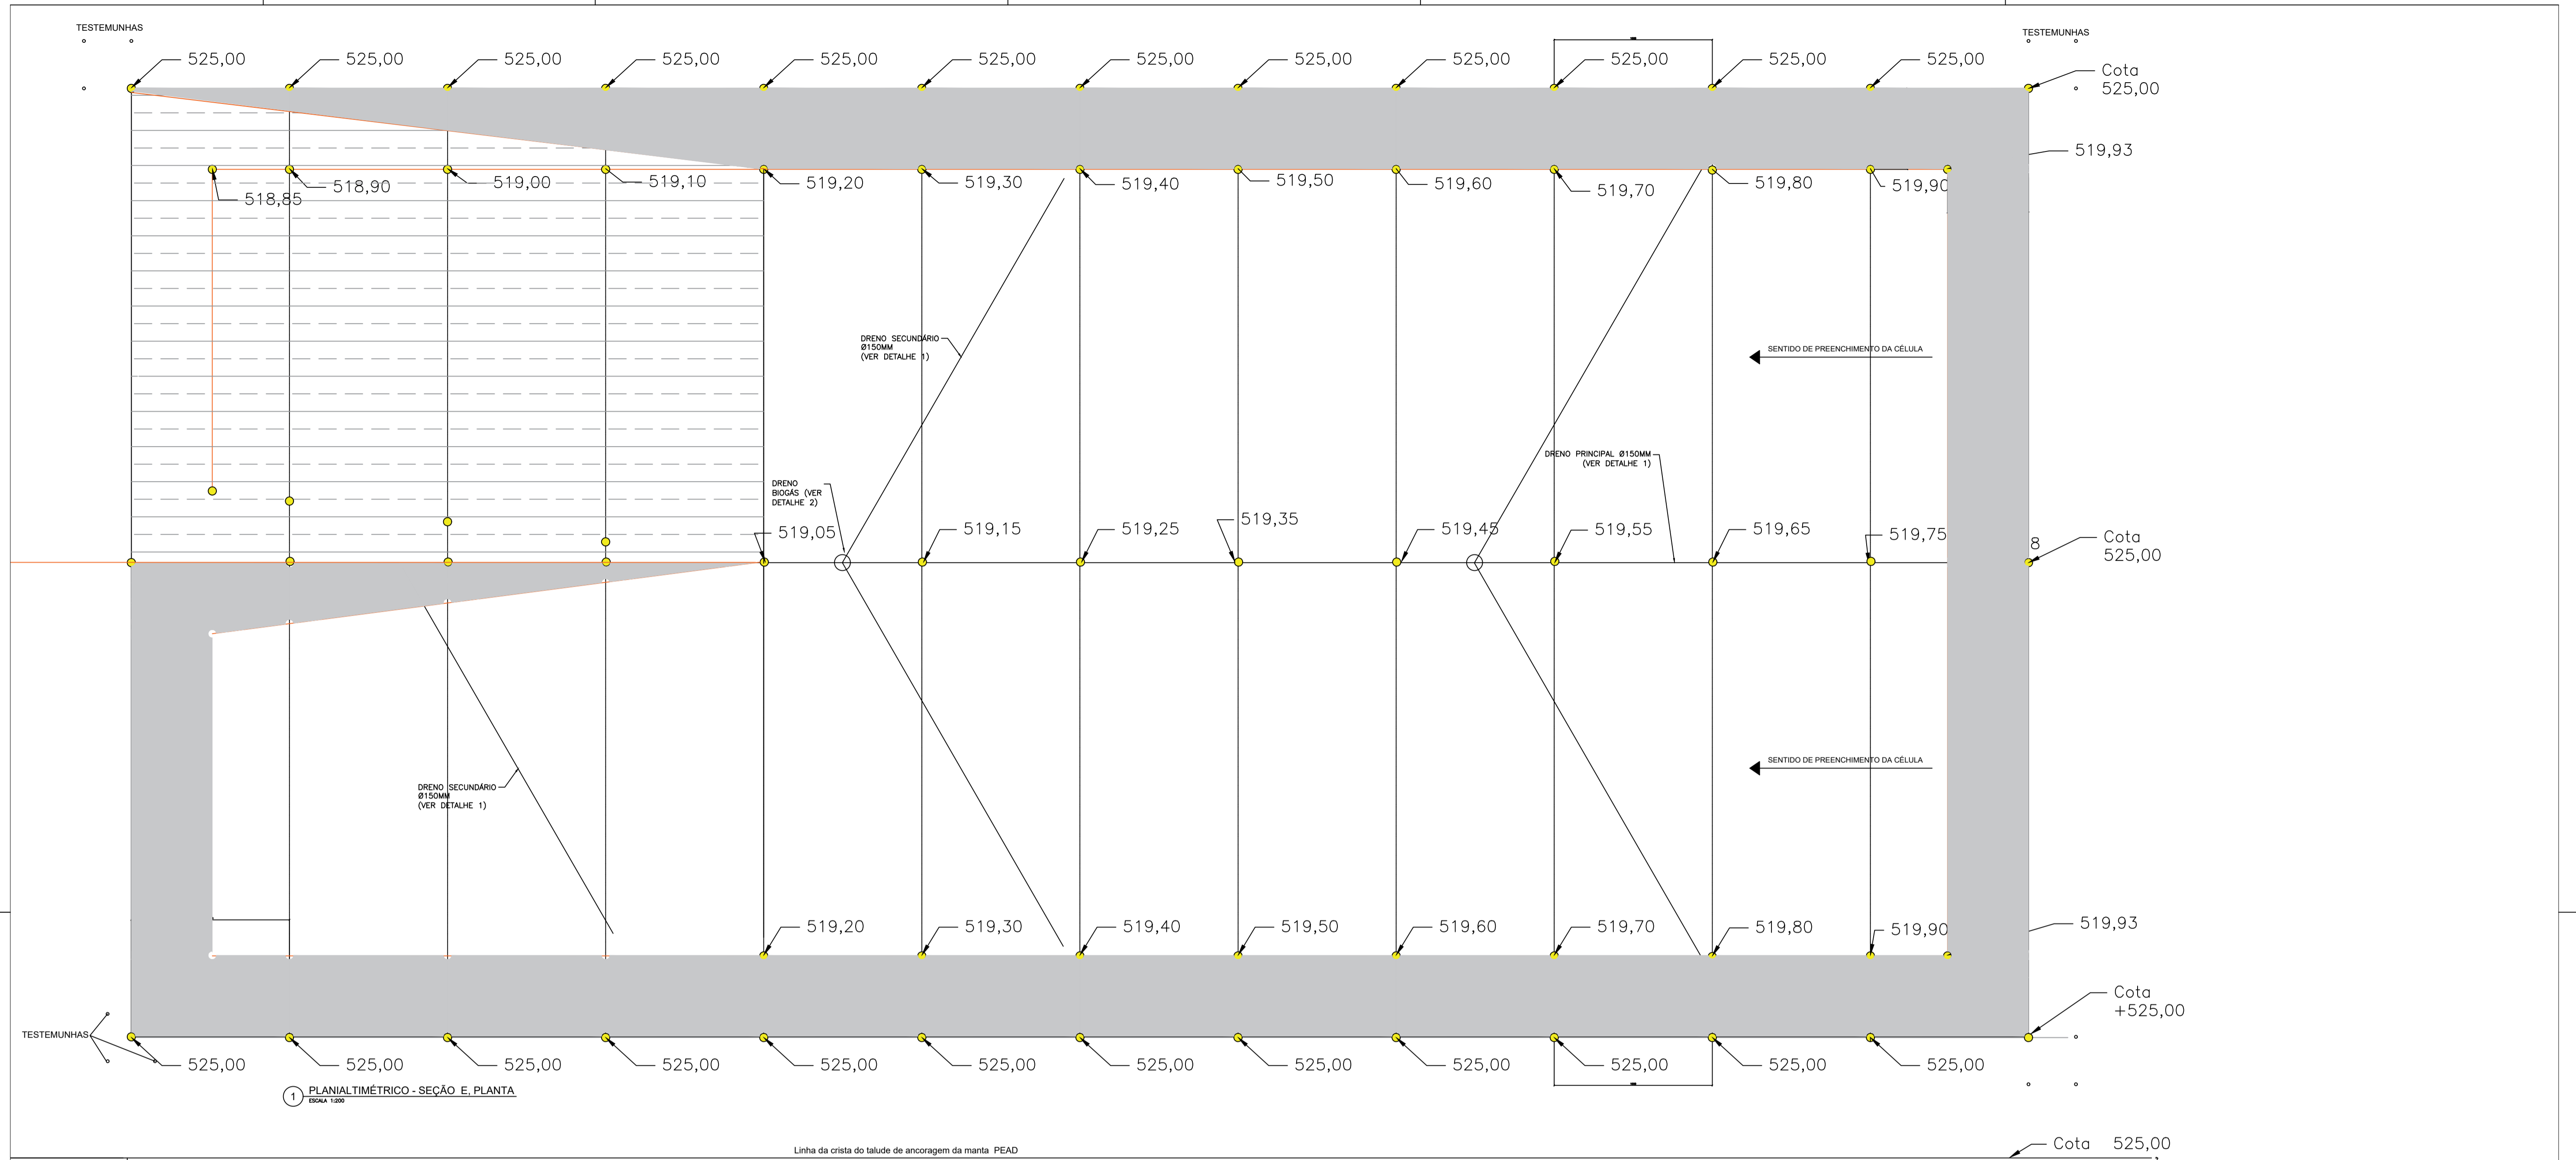 TESTEMUNHAS
TESTEMUNHAS
525,00
525,00
525,00
525,00
525,00
525,00
525,00
525,00
525,00
525,00
525,00
525,00
Cota
525,00
519,93
518,85
518,90
519,00
519,10
519,20
519,30
519,40
519,50
519,60
519,70
519,80
519,90
DRENO SECUNDÁRIO
Ø150MM
(VER DETALHE 1)
SENTIDO DE PREENCHIMENTO DA CÉLULA
DRENO PRINCIPAL Ø150MM
(VER DETALHE 1)
DRENO
BIOGÁS (VER
DETALHE 2)
519,05
519,15
519,25
519,35
519,45
519,55
519,65
519,75
8
Cota
525,00
SENTIDO DE PREENCHIMENTO DA CÉLULA
DRENO SECUNDÁRIO
Ø150MM
(VER DETALHE 1)
519,20
519,30
519,40
519,50
519,60
519,70
519,80
519,90
519,93
Cota
+525,00
TESTEMUNHAS
525,00
525,00
525,00
525,00
525,00
525,00
525,00
525,00
525,00
525,00
525,00
525,00
1 PLANIALTIMÉTRICO - SEÇÃO E, PLANTA
ESCALA 1:200
Linha da crista do talude de ancoragem da manta PEAD
Cota 525,00